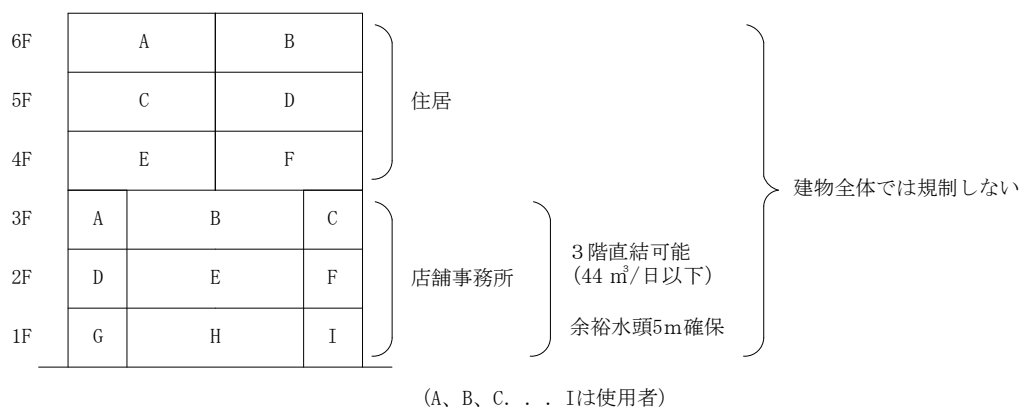 6F A B
5F C D 住居
4F E F
建物全体では規制しない
3F A B C
3階直結可能
2F D E F 店舗事務所 (44 ㎥/日以下)
余裕水頭5m確保
1F G H I
(A、B、C．．．Iは使用者)